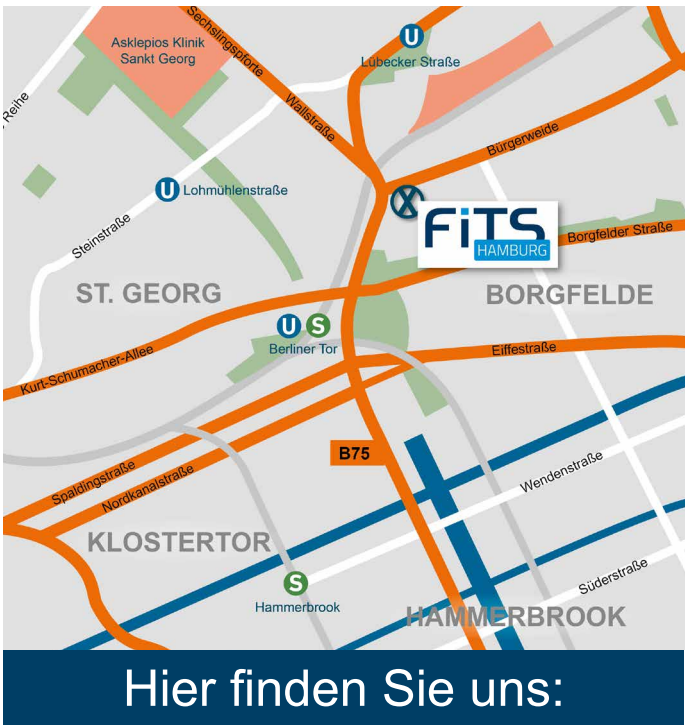 Sechslingspforte
U
Asklepios Klinik
Sankt Georg
Lübecker Straße
Reihe
Wallstraße
Bürgerweide
U Lohmühlenstraße
X
FiTS
HAMBURG
Steinstraße
Borgfelder Straße
ST. GEORG
BORGFELDE
U S
Berliner Tor
Eiffestraße
Kurt-Schumacher-Allee
B75
Spaldingstraße
Nordkanalstraße
Wendenstraße
KLOSTERTOR
S
Hammerbrook
Süderstraße
HAMMERBROOK
Hier finden Sie uns: